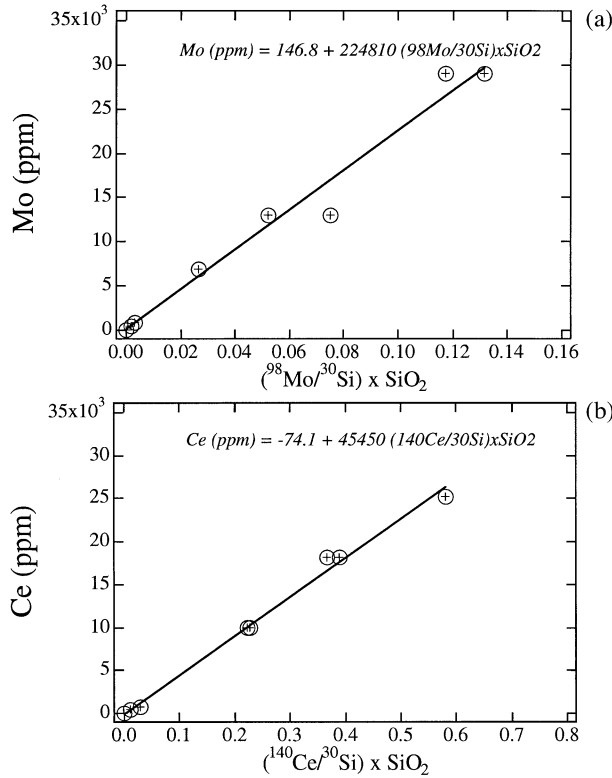 35x10³
(a)
Mo (ppm) = 146.8 + 224810 (98Mo/30Si)xSiO2
30
25
20
15
10
5
0
Mo (ppm)
0.00 0.02 0.04 0.06 0.08 0.10 0.12 0.14 0.16
(⁹⁸Mo/³⁰Si) x SiO₂
35x10³
(b)
Ce (ppm) = -74.1 + 45450 (140Ce/30Si)xSiO2
30
25
20
15
10
5
0
Ce (ppm)
0.0 0.1 0.2 0.3 0.4 0.5 0.6 0.7 0.8
(¹⁴⁰Ce/³⁰Si) x SiO₂